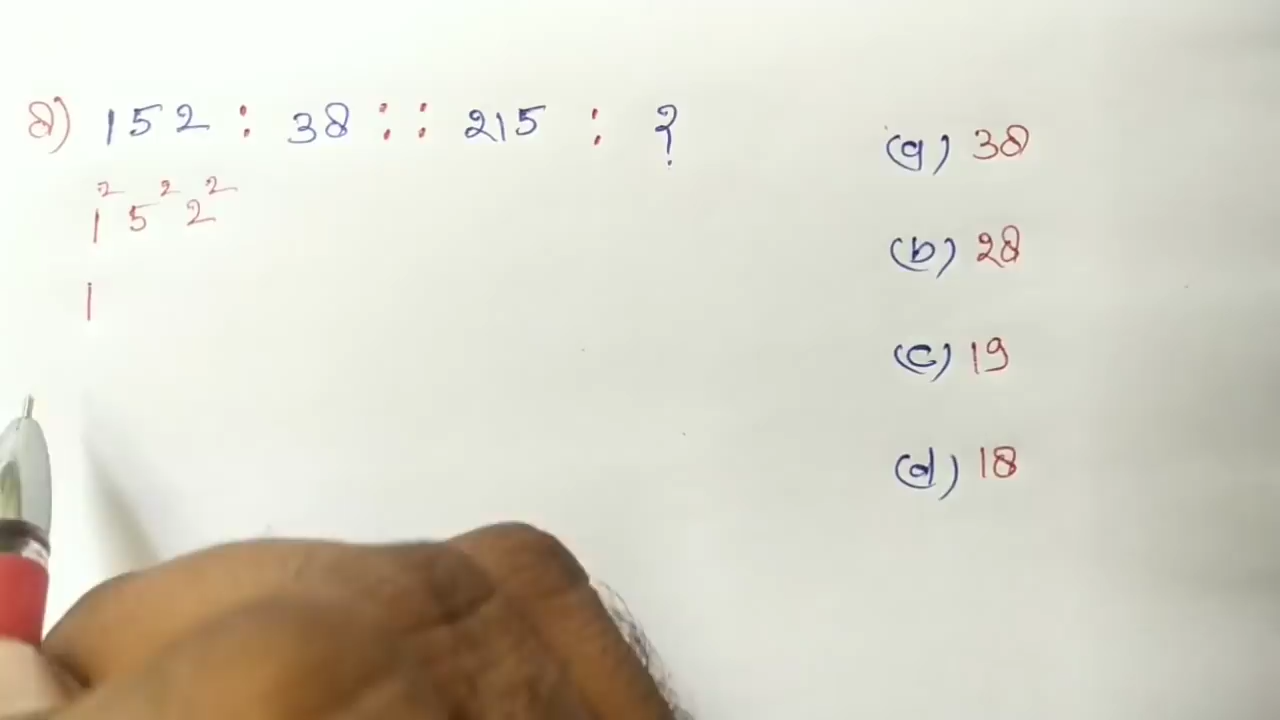 8) 152 : 38 :: 215 : ?
1² 5² 2²
1
(a) 38
(b) 28
(c) 19
(d) 18